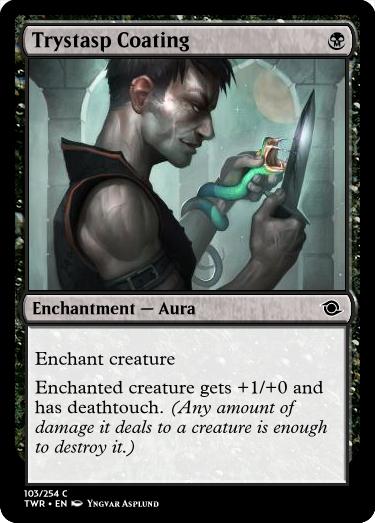 Trystasp Coating
Enchantment — Aura
Enchant creature
Enchanted creature gets +1/+0 and
has deathtouch. (Any amount of
damage it deals to a creature is enough
to destroy it.)
103/254 C
TWR • EN Yngvar Asplund